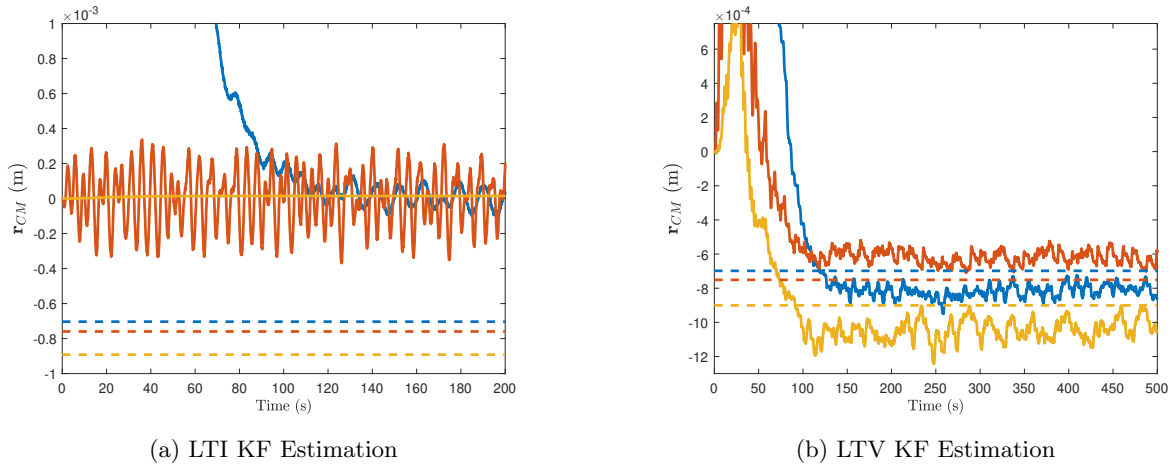 ×10⁻³
1
0.8
0.6
0.4
0.2
0
-0.2
-0.4
-0.6
-0.8
-1
r_CM (m)
0 20 40 60 80 100 120 140 160 180 200
Time (s)
(a) LTI KF Estimation
×10⁻⁴
6
4
2
0
-2
-4
-6
-8
-10
-12
r_CM (m)
0 50 100 150 200 250 300 350 400 450 500
Time (s)
(b) LTV KF Estimation